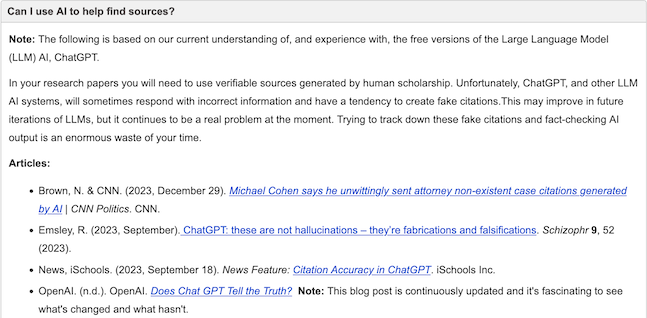 Can I use AI to help find sources?
Note: The following is based on our current understanding of, and experience with, the free versions of the Large Language Model
(LLM) AI, ChatGPT.
In your research papers you will need to use verifiable sources generated by human scholarship. Unfortunately, ChatGPT, and other LLM
AI systems, will sometimes respond with incorrect information and have a tendency to create fake citations.This may improve in future
iterations of LLMs, but it continues to be a real problem at the moment. Trying to track down these fake citations and fact-checking AI
output is an enormous waste of your time.
Articles:
• Brown, N. & CNN. (2023, December 29). Michael Cohen says he unwittingly sent attorney non-existent case citations generated
by AI | CNN Politics. CNN.
• Emsley, R. (2023, September). ChatGPT: these are not hallucinations – they're fabrications and falsifications. Schizophr 9, 52
(2023).
• News, iSchools. (2023, September 18). News Feature: Citation Accuracy in ChatGPT. iSchools Inc.
• OpenAI. (n.d.). OpenAI. Does Chat GPT Tell the Truth? Note: This blog post is continuously updated and it's fascinating to see
what's changed and what hasn't.